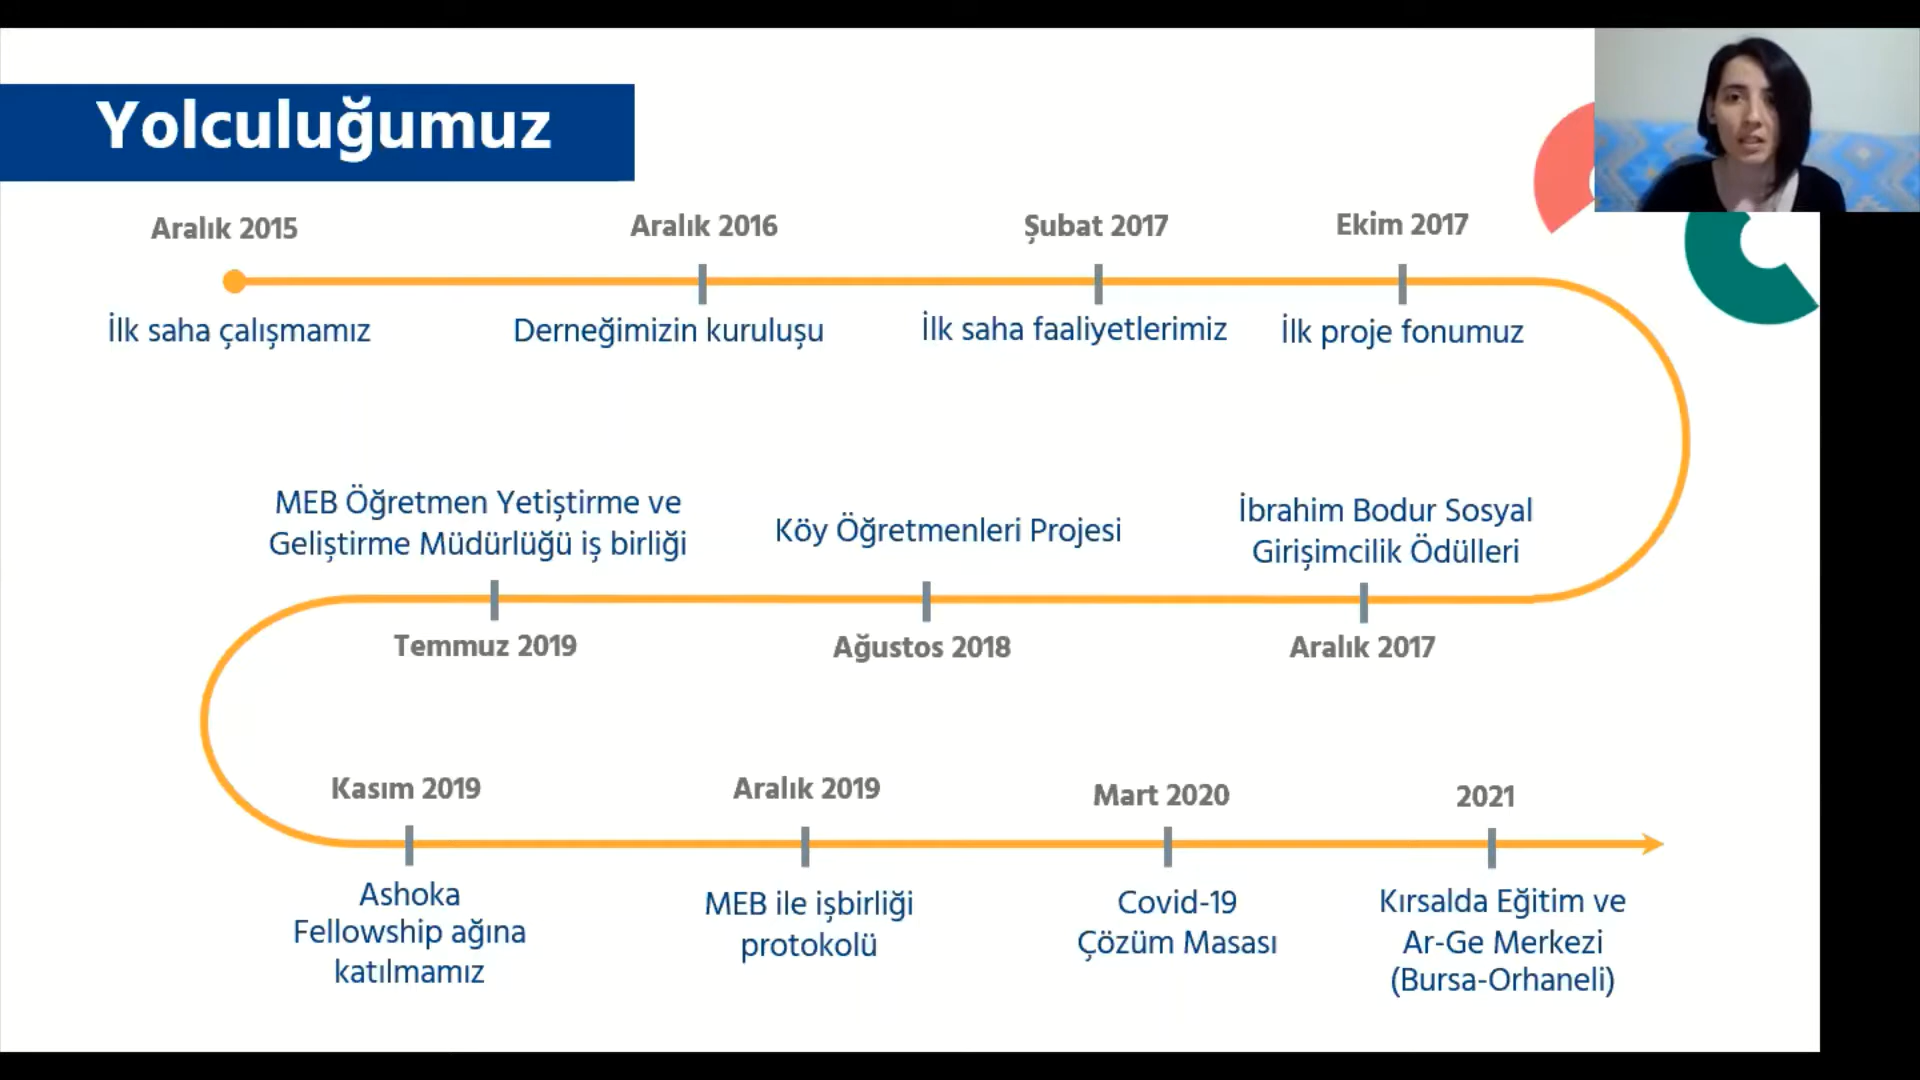 Yolculuğumuz
Aralık 2015
Aralık 2016
Şubat 2017
Ekim 2017
İlk saha çalışmamız
Derneğimizin kuruluşu
İlk saha faaliyetlerimiz
İlk proje fonumuz
İbrahim Bodur Sosyal
Girişimcilik Ödülleri
Aralık 2017
Köy Öğretmenleri Projesi
Ağustos 2018
MEB Öğretmen Yetiştirme ve
Geliştirme Müdürlüğü iş birliği
Temmuz 2019
Kasım 2019
Ashoka
Fellowship ağına
katılmamız
Aralık 2019
MEB ile işbirliği
protokolü
Mart 2020
Covid-19
Çözüm Masası
2021
Kırsalda Eğitim ve
Ar-Ge Merkezi
(Bursa-Orhaneli)